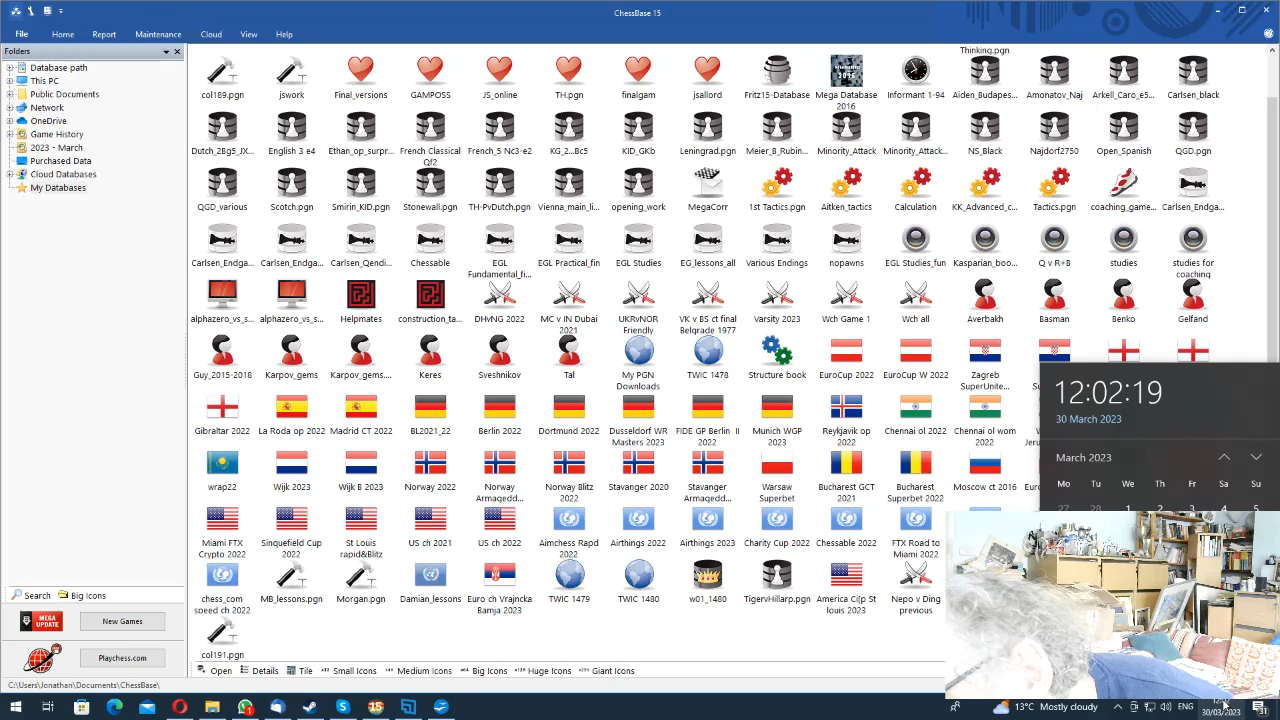 ChessBase 15
File Home Report Maintenance Cloud View Help
Folders
Database path
This PC
Public Documents
Network
OneDrive
Game History
2023 - March
Purchased Data
Cloud Databases
My Databases
Thinking.pgn
col189.pgn jswork Final_versions GAMPOSS JS_online TH.pgn finalgam jsallord Fritz15-Database Mega Database 2016 Informant 1-94 Aiden_Budapes... Amonatov_Naj Arkell_Caro_e5... Carlsen_black
Dutch_2Bg5_JX... English 3 e4 Ethan_op_surpr... French Classical Qf2 French_5 Nc3-e2 KG_2...Bc5 KID_GKb Leningrad.pgn Meier_B_Rubin... Minority_Attack Minority_Attack... NS_Black Najdorf2750 Open_Spanish QGD.pgn
QGD_various Scotch.pgn Smirin_KID.pgn Stonewall.pgn TH-PvDutch.pgn Vienna_main_li... opening_work MegaCorr 1st Tactics.pgn Aitken_tactics Calculation KK_Advanced_c... Tactics.pgn coaching_game... Carlsen_Endga...
Carlsen_Endga... Carlsen_Endga... Carlsen_Qendi... Chessable EGL Fundamental_fi... EGL Practical_fin EGL Studies EG_lessons_all Various Endings nopawns EGL Studies_fun Kasparian_boo... Q v R+B studies studies for coaching
alphazero_vs_s... alphazero_vs_s... Helpmates construction_ta... DHvNG 2022 MC v IN Dubai 2021 UKRvNOR Friendly VK v BS ct final Belgrade 1977 Varsity 2023 Wch Game 1 Wch all Averbakh Basman Benko Gelfand
Guy_2015-2018 Karpov_gems Karpov_gems.... Keres Sveshnikov Tal My PGN Downloads TWIC 1478 Structure book EuroCup 2022 EuroCup W 2022 Zagreb SuperUnite...
Gibraltar 2022 La Roda op 2022 Madrid CT 2022 BL2021_22 Berlin 2022 Dortmund 2022 Dusseldorf WR Masters 2023 FIDE GP Berlin II 2022 Munich WGP 2023 Reykjavik op 2022 Chennai ol 2022 Chennai ol wom 2022
wrap22 Wijk 2023 Wijk B 2023 Norway 2022 Norway Armagedd... Norway Blitz 2022 Stavanger 2020 Stavanger Armagedd... Warsaw Superbet Bucharest GCT 2021 Bucharest Superbet 2022 Moscow ct 2016
Miami FTX Crypto 2022 Sinquefield Cup 2022 St Louis rapid&Blitz US ch 2021 US ch 2022 Aimchess Rapd 2022 Airthings 2022 Airthings 2023 Charity Cup 2022 Chessable 2022 FTX Road to Miami 2022
chess_com speed ch 2022 MB_lessons.pgn Morgan.pgn Damian_lessons Euro ch Vrajncka Bamja 2023 TWIC 1479 TWIC 1480 w01_1480 TigervHillarp.pgn America Ci[p St louis 2023 Nepo v Ding previous
col191.pgn
12:02:19
30 March 2023
March 2023
Mo Tu We Th Fr Sa Su
27 28 1 2 3 4 5
Search Big Icons
MEGA UPDATE New Games
Playchess.com
Open Details Tile Small Icons Medium Icons Big Icons Huge Icons Giant Icons
C:\Users\Jonathan\Documents\ChessBase\
13°C Mostly cloudy ENG
30/03/2023